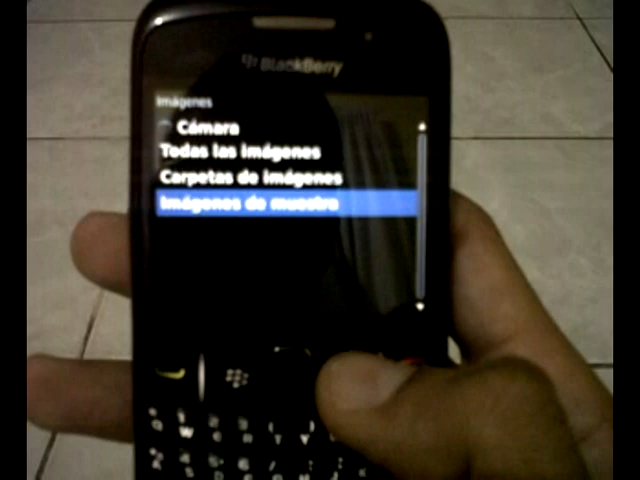 BlackBerry
Imágenes
Cámara
Todas las imágenes
Carpetas de imágenes
Imágenes de muestra